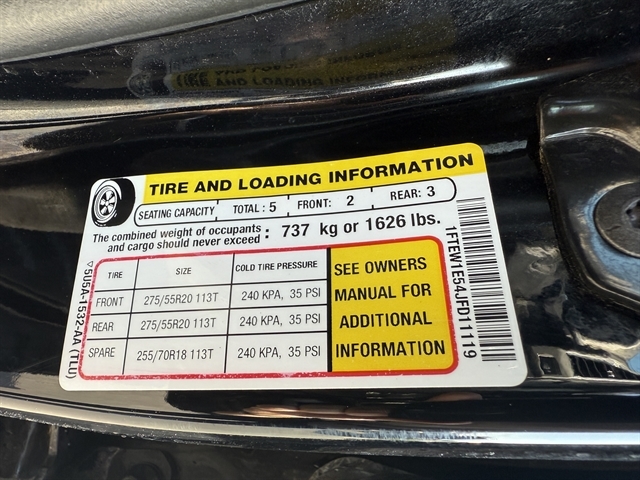 TIRE AND LOADING INFORMATION
SEATING CAPACITY TOTAL : 5 FRONT: 2 REAR: 3
The combined weight of occupants and cargo should never exceed : 737 kg or 1626 lbs.
TIRE SIZE COLD TIRE PRESSURE
FRONT 275/55R20 113T 240 KPA, 35 PSI
REAR 275/55R20 113T 240 KPA, 35 PSI
SPARE 255/70R18 113T 240 KPA, 35 PSI
SEE OWNERS
MANUAL FOR
ADDITIONAL
INFORMATION
1FTEW1E54JFD11119
▽5U5A-1532-AA (TLU)